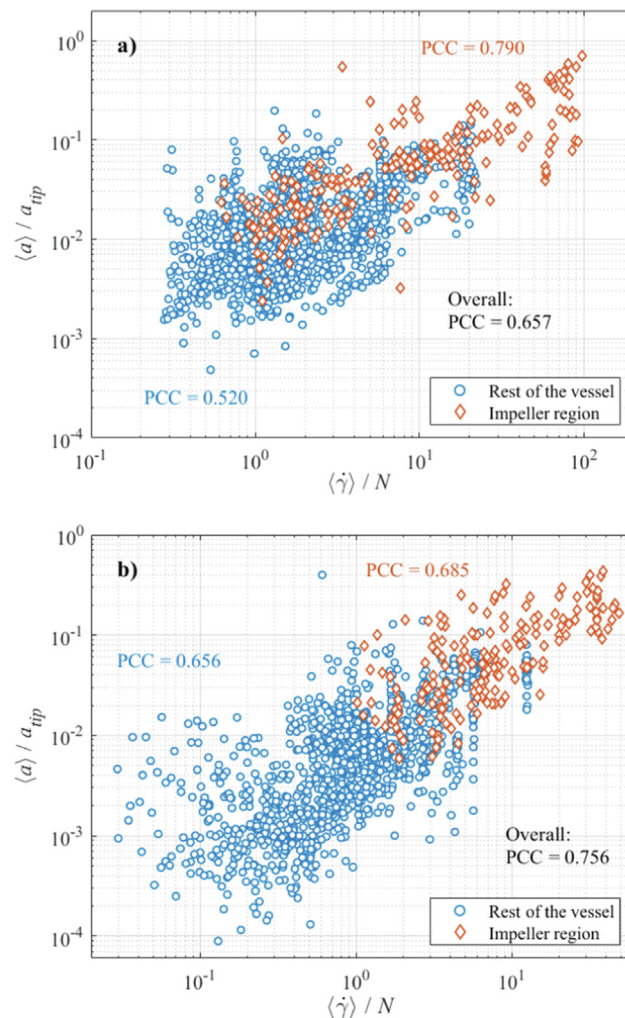 a)
PCC = 0.790
10^0
10^-1
10^-2
10^-3
10^-4
⟨a⟩ / a_tip
Overall:
PCC = 0.657
PCC = 0.520
Rest of the vessel
Impeller region
10^-1
10^0
10^1
10^2
⟨γ̇⟩ / N
b)
PCC = 0.685
PCC = 0.656
10^0
10^-1
10^-2
10^-3
10^-4
⟨a⟩ / a_tip
Overall:
PCC = 0.756
Rest of the vessel
Impeller region
10^-1
10^0
10^1
⟨γ̇⟩ / N